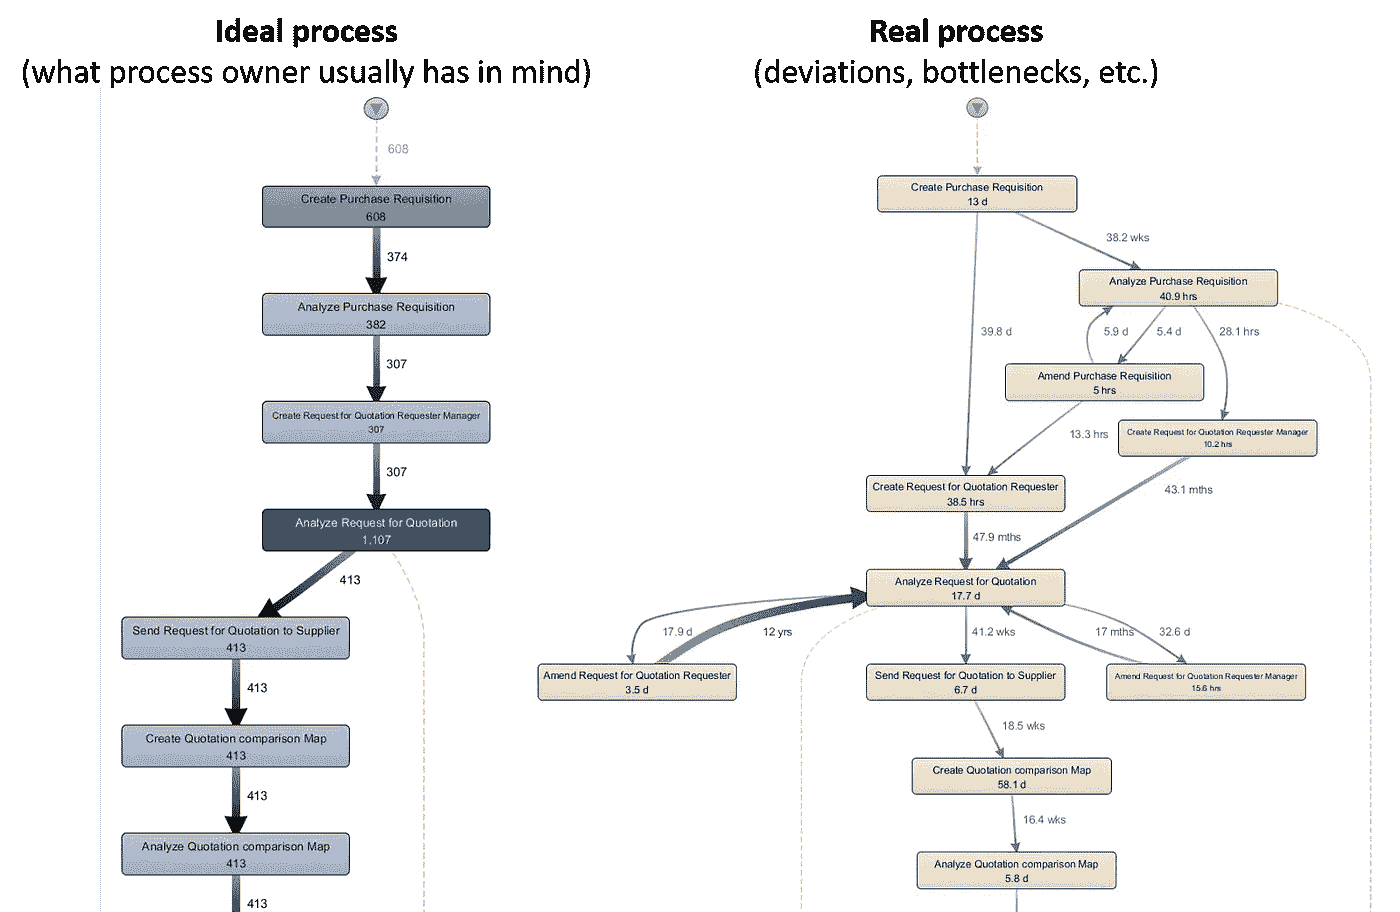 Ideal process
(what process owner usually has in mind)
608
Create Purchase Requisition
608
374
Analyze Purchase Requisition
382
307
Create Request for Quotation Requester Manager
307
307
Analyze Request for Quotation
1,107
413
Send Request for Quotation to Supplier
413
413
Create Quotation comparison Map
413
413
Analyze Quotation comparison Map
413
413
Real process
(deviations, bottlenecks, etc.)
Create Purchase Requisition
13 d
38.2 wks
Analyze Purchase Requisition
40.9 hrs
39.8 d
5.9 d
5.4 d
28.1 hrs
Amend Purchase Requisition
5 hrs
13.3 hrs
Create Request for Quotation Requester Manager
10.2 hrs
Create Request for Quotation Requester
38.5 hrs
43.1 mths
47.9 mths
Analyze Request for Quotation
17.7 d
17.9 d
12 yrs
41.2 wks
17 mths
32.6 d
Amend Request for Quotation Requester
3.5 d
Send Request for Quotation to Supplier
6.7 d
Amend Request for Quotation Requester Manager
15.6 hrs
18.5 wks
Create Quotation comparison Map
58.1 d
16.4 wks
Analyze Quotation comparison Map
5.8 d